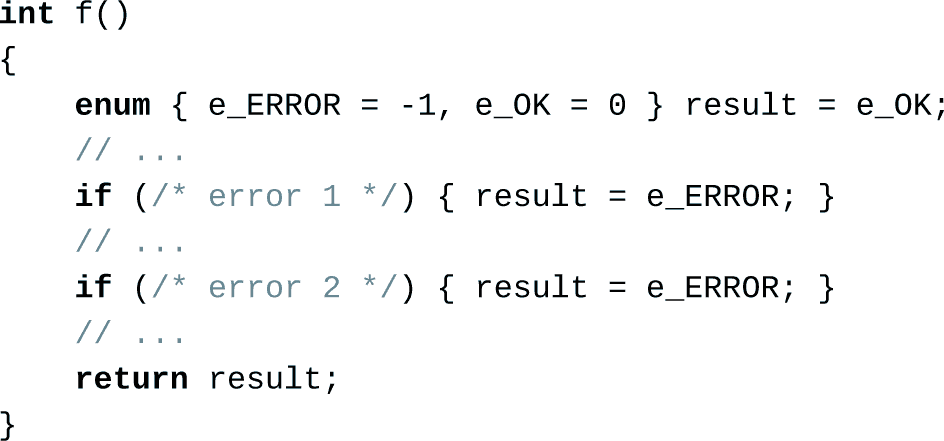 int f()
{
    enum { e_ERROR = -1, e_OK = 0 } result = e_OK;
    // ...
    if (/* error 1 */) { result = e_ERROR; }
    // ...
    if (/* error 2 */) { result = e_ERROR; }
    // ...
    return result;
}